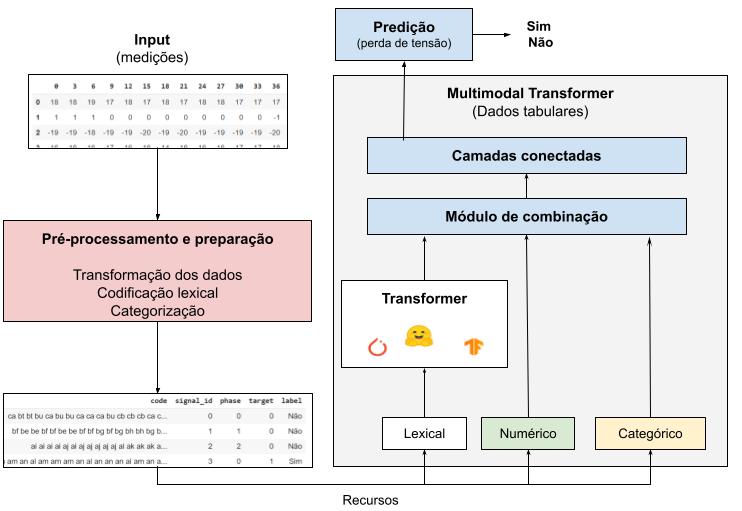 Input
(medições)
0 3 6 9 12 15 18 21 24 27 30 33 36
0 18 18 19 17 18 17 18 17 18 18 17 17 17
1 1 1 1 0 0 0 0 0 0 0 0 0 -1
2 -19 -19 -18 -19 -19 -20 -19 -20 -19 -19 -19 -19 -20
Pré-processamento e preparação
Transformação dos dados
Codificação lexical
Categorização
code signal_id phase target label
ca bt bt bu ca bu bu ca ca ca bu cb cb cb ca c... 0 0 0 Não
bf be be bf bf be be bf bf bg bf bg bh bh bg b... 1 1 0 Não
ai ai ai ai aj ai aj aj aj aj aj al ak ak ak a... 2 2 0 Não
am an al am am am an al an an an al am an a... 3 0 1 Sim
Predição
(perda de tensão)
Sim
Não
Multimodal Transformer
(Dados tabulares)
Camadas conectadas
Módulo de combinação
Transformer
Lexical
Numérico
Categórico
Recursos